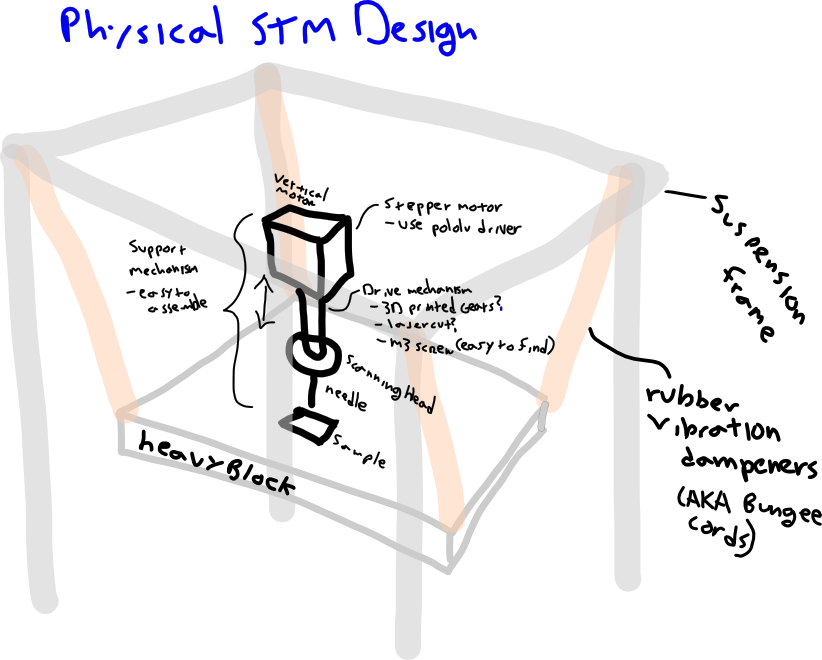 Physical STM Design
Vertical
motor
Stepper motor
- use pololu driver
Support
mechanism
- easy to
assemble
Drive mechanism
- 3D printed gears?
- laser cut?
- M3 screw (easy to find)
Scanning Head
needle
Sample
heavy Block
Suspension
frame
rubber
vibration
dampeners
(AKA Bungee
cords)